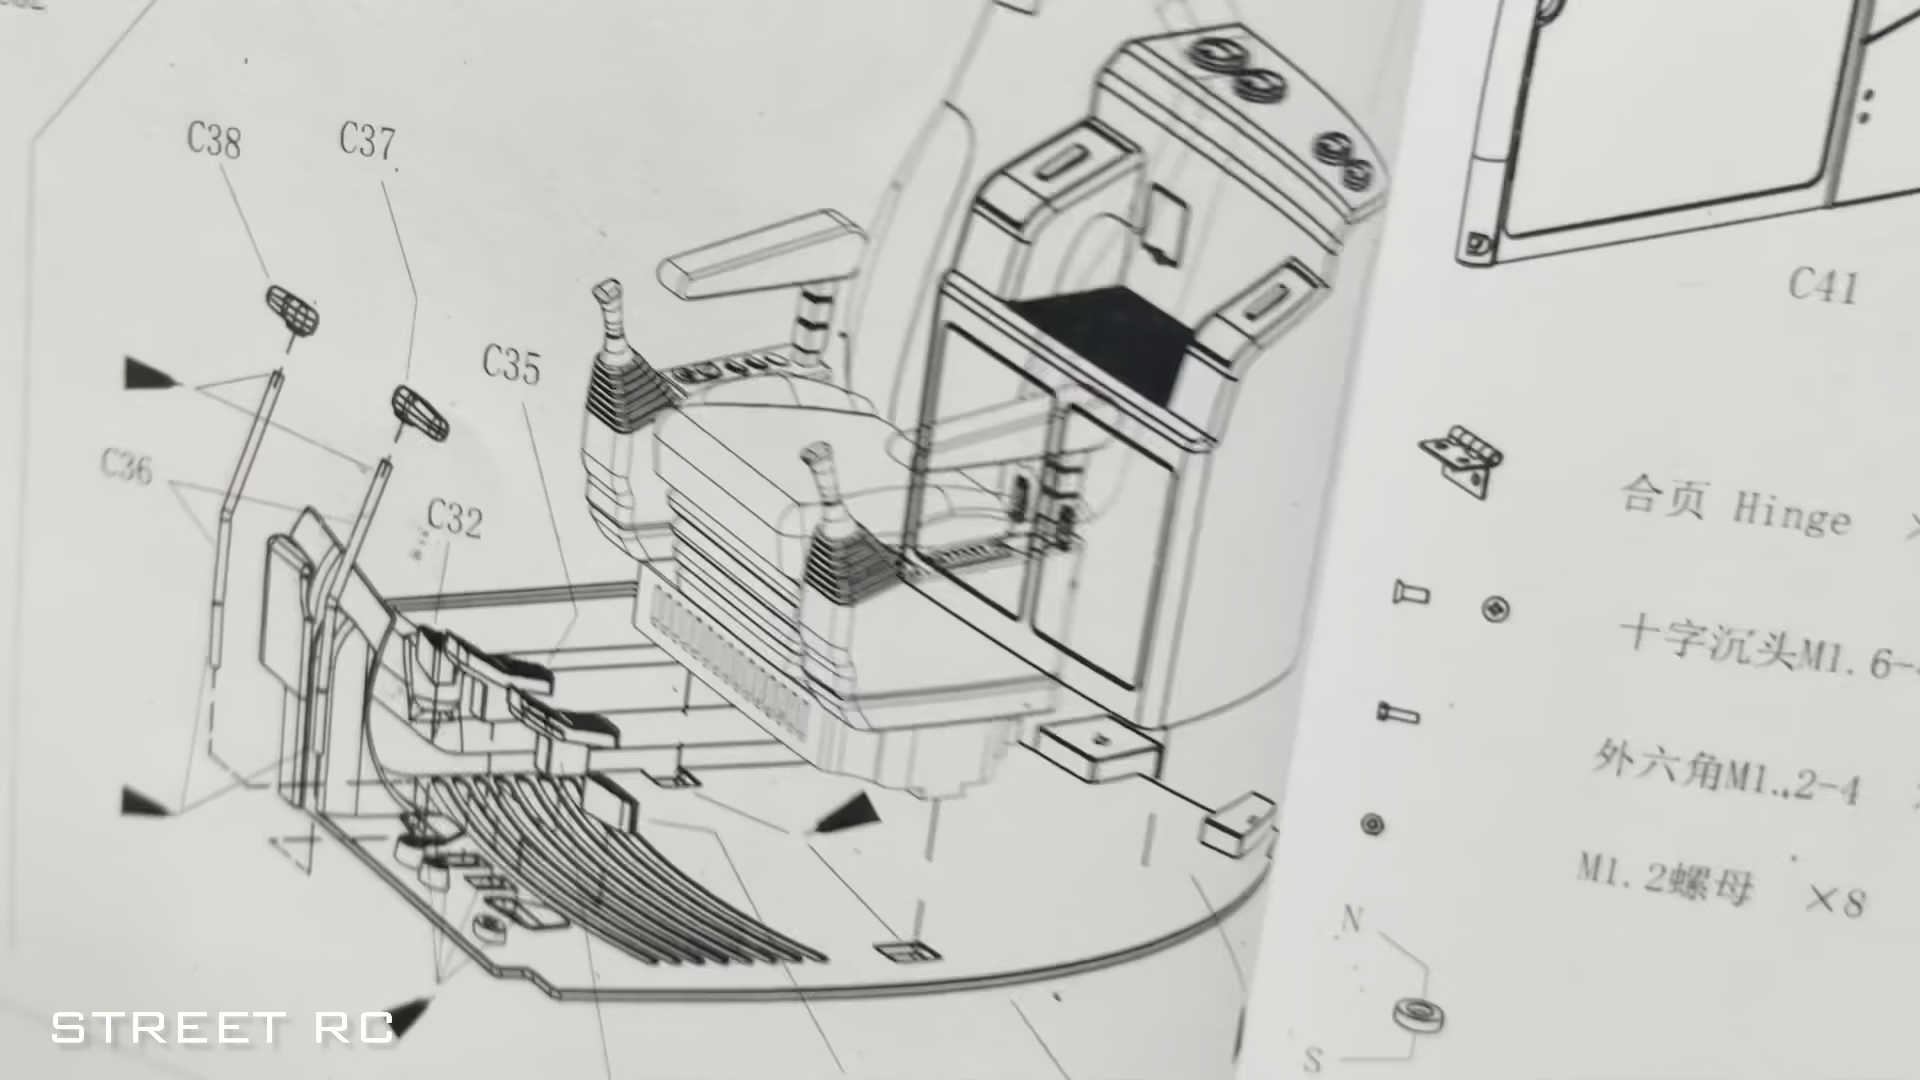 C38
C37
C35
C36
C32
C41
合页 Hinge
十字沉头M1.6-
外六角M1.2-4
M1.2螺母 ×8
N
S
STREET RC